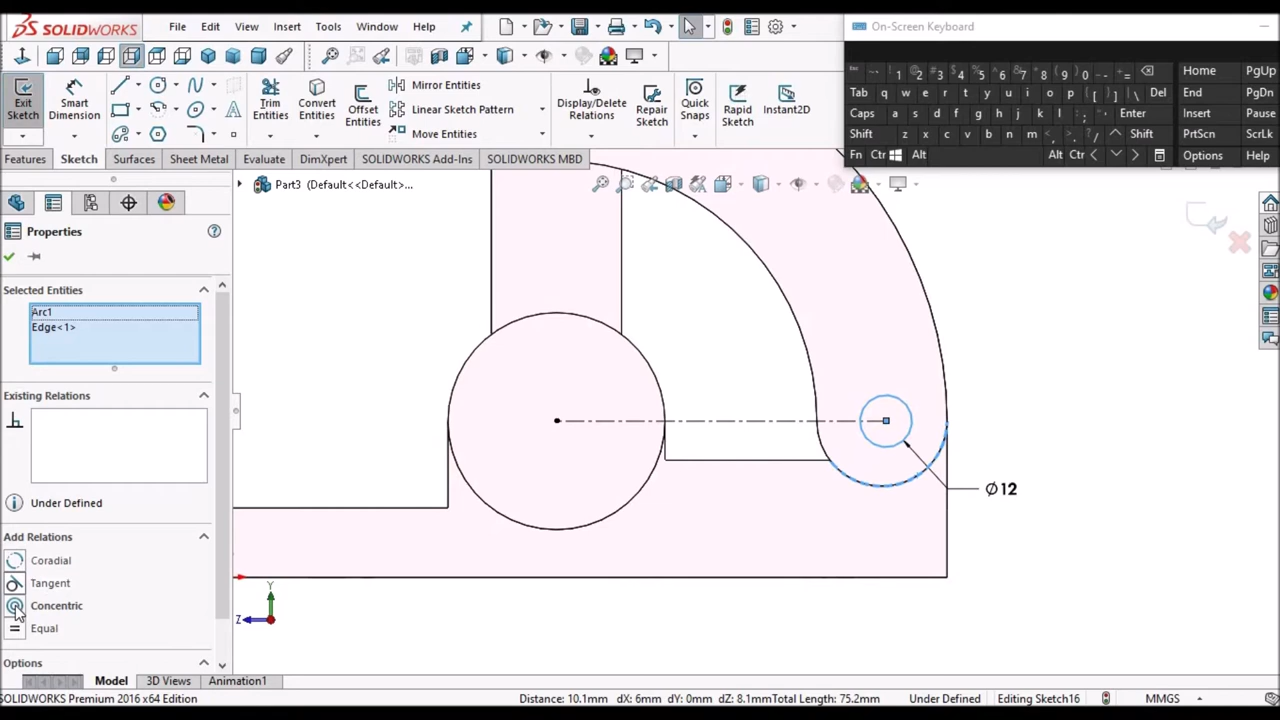 SOLIDWORKS
File Edit View Insert Tools Window Help
On-Screen Keyboard
Exit Sketch
Smart Dimension
Trim Entities
Convert Entities
Offset Entities
Mirror Entities
Linear Sketch Pattern
Move Entities
Display/Delete Relations
Repair Sketch
Quick Snaps
Rapid Sketch
Instant2D
Home PgUp
Tab q w e r t y u i o p [ ] \ Del End PgDn
Caps a s d f g h j k l ; ' Enter Insert Pause
Shift z x c v b n m , . / Shift PrtScn ScrLk
Fn Ctr Alt Alt Ctr Options Help
Features Sketch Surfaces Sheet Metal Evaluate DimXpert SOLIDWORKS Add-Ins SOLIDWORKS MBD
Part3 (Default<<Default>...
Properties
Selected Entities
Arc1
Edge<1>
Existing Relations
Under Defined
Add Relations
Coradial
Tangent
Concentric
Equal
Options
Ø12
Y
Z
Model 3D Views Animation1
SOLIDWORKS Premium 2016 x64 Edition
Distance: 10.1mm dX: 6mm dY: 0mm dZ: 8.1mmTotal Length: 75.2mm Under Defined Editing Sketch16 MMGS